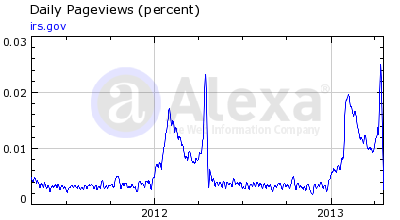 Daily Pageviews (percent)
irs.gov
0.03
0.02
0.01
0
a Alexa®
The Web Information Company
2012
2013